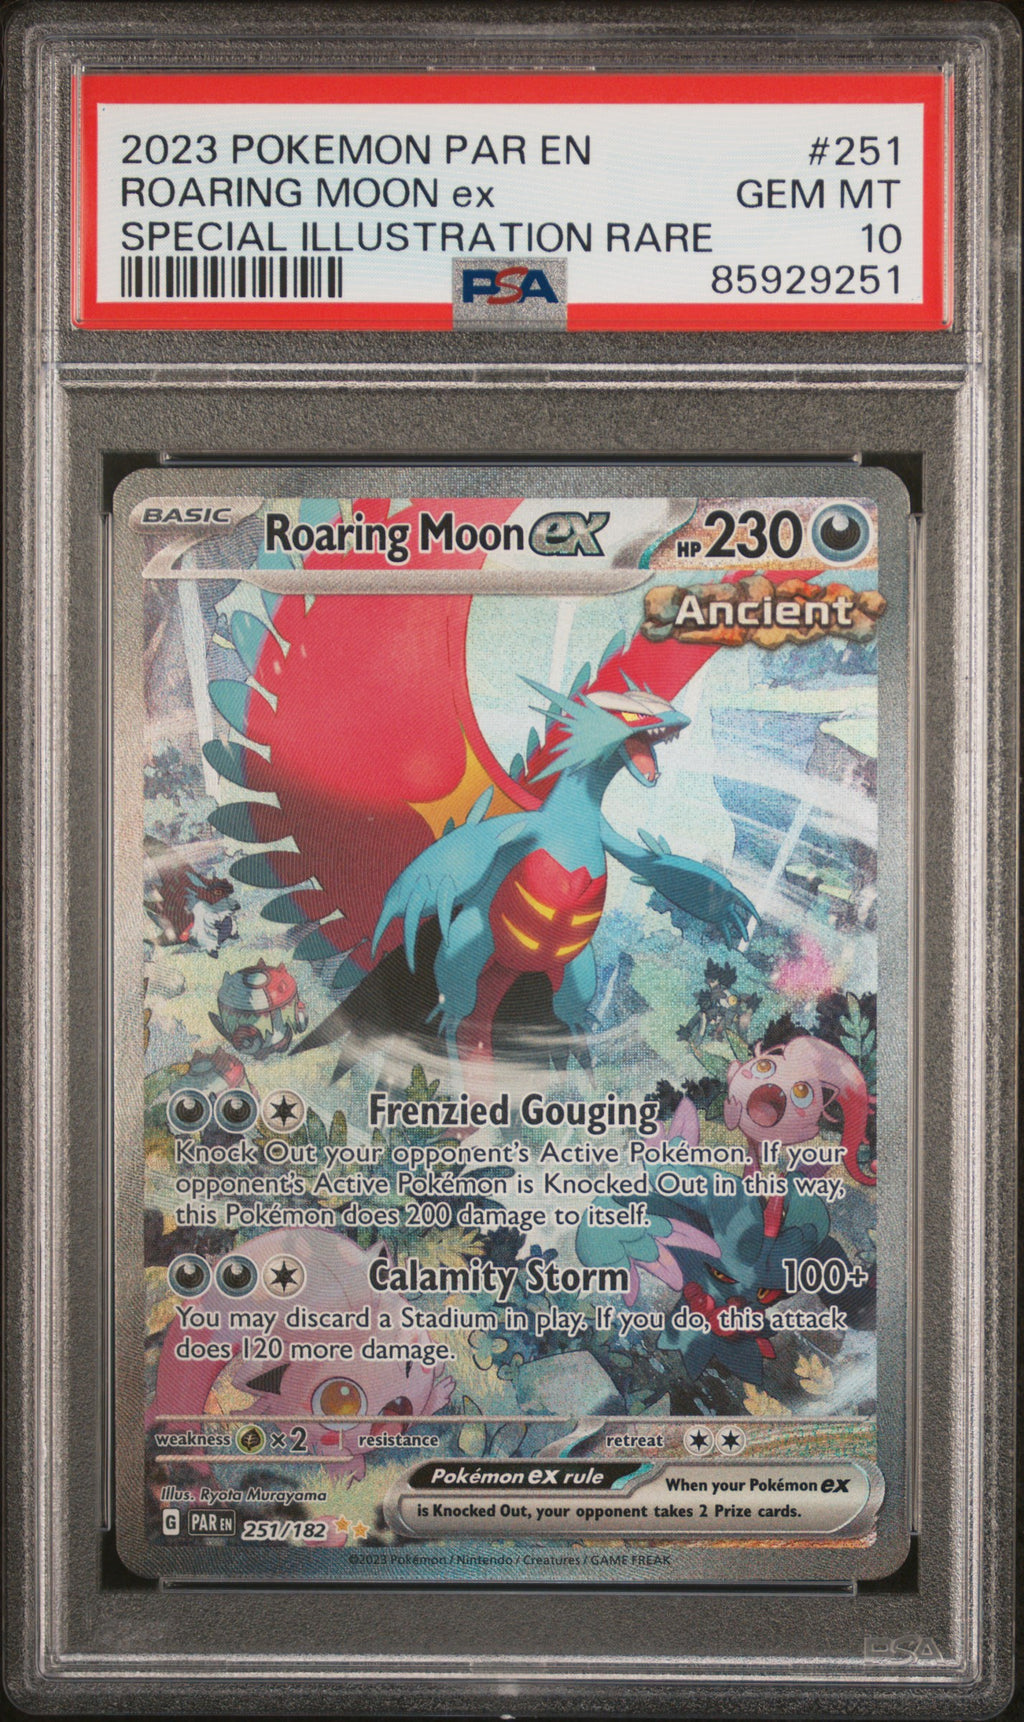 2023 POKEMON PAR EN #251
ROARING MOON ex GEM MT
SPECIAL ILLUSTRATION RARE 10
PSA 85929251
BASIC Roaring Moon ex HP 230
Ancient
Frenzied Gouging
Knock Out your opponent's Active Pokémon. If your
opponent's Active Pokémon is Knocked Out in this way,
this Pokémon does 200 damage to itself.
Calamity Storm 100+
You may discard a Stadium in play. If you do, this attack
does 120 more damage.
weakness ×2 resistance retreat
Pokémon ex rule
When your Pokémon ex
is Knocked Out, your opponent takes 2 Prize cards.
Illus. Ryota Murayama
G PAR EN 251/182
©2023 Pokémon / Nintendo / Creatures / GAME FREAK
PSA